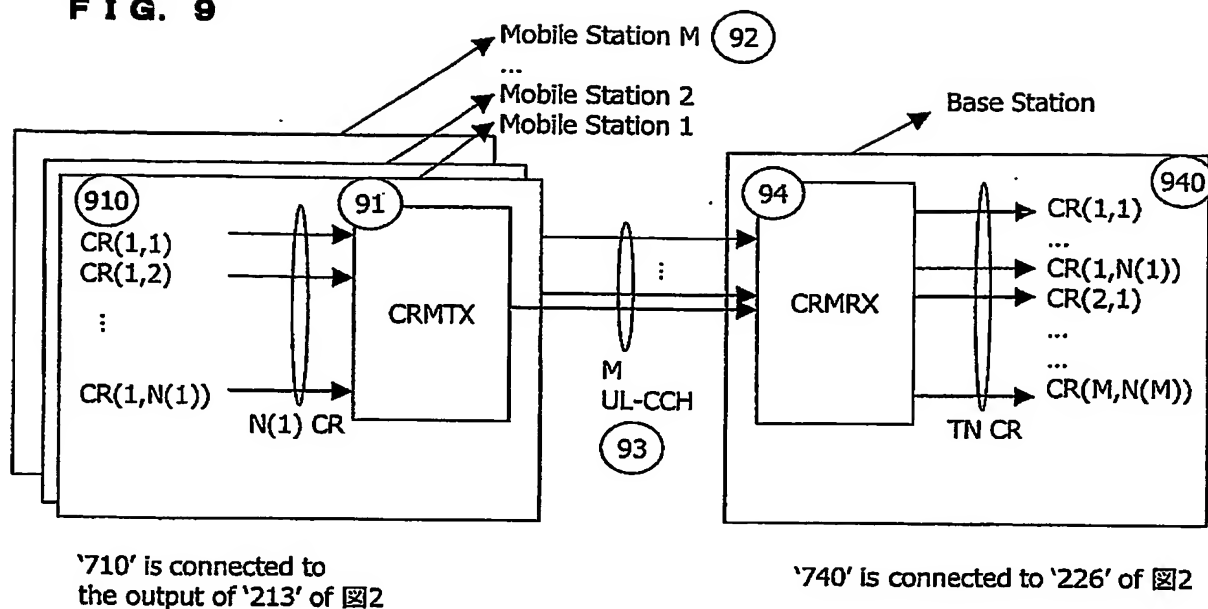 FIG. 9
Mobile Station M 92
...
Mobile Station 2
Mobile Station 1
Base Station
910
91
CR(1,1)
CR(1,2)
...
CR(1,N(1))
N(1) CR
CRMTX
...
M
UL-CCH
93
94
CRMRX
940
CR(1,1)
...
CR(1,N(1))
CR(2,1)
...
...
CR(M,N(M))
TN CR
‘710’ is connected to
the output of ‘213’ of 図2
‘740’ is connected to ‘226’ of 図2